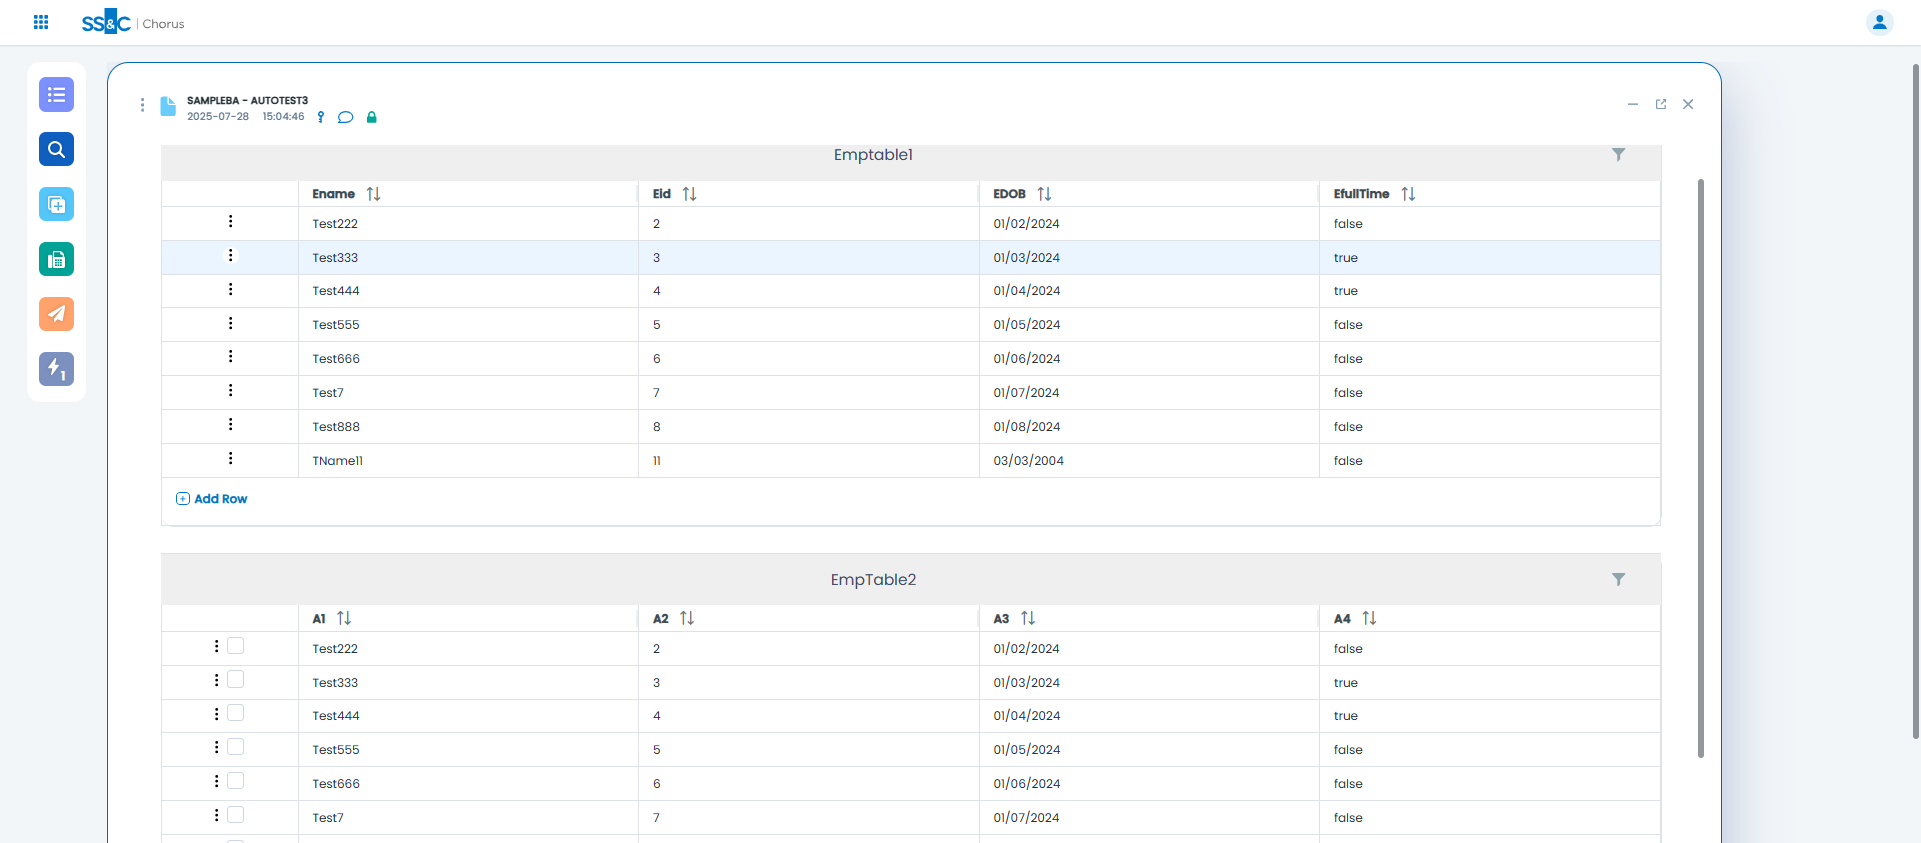 SS&C | Chorus
SAMPLEBA - AUTOTEST3
2025-07-28 15:04:46
Emptable1
Ename Eid EDOB EfullTime
Test222 2 01/02/2024 false
Test333 3 01/03/2024 true
Test444 4 01/04/2024 true
Test555 5 01/05/2024 false
Test666 6 01/06/2024 false
Test7 7 01/07/2024 false
Test888 8 01/08/2024 false
TName11 11 03/03/2004 false
Add Row
EmpTable2
A1 A2 A3 A4
Test222 2 01/02/2024 false
Test333 3 01/03/2024 true
Test444 4 01/04/2024 true
Test555 5 01/05/2024 false
Test666 6 01/06/2024 false
Test7 7 01/07/2024 false
1